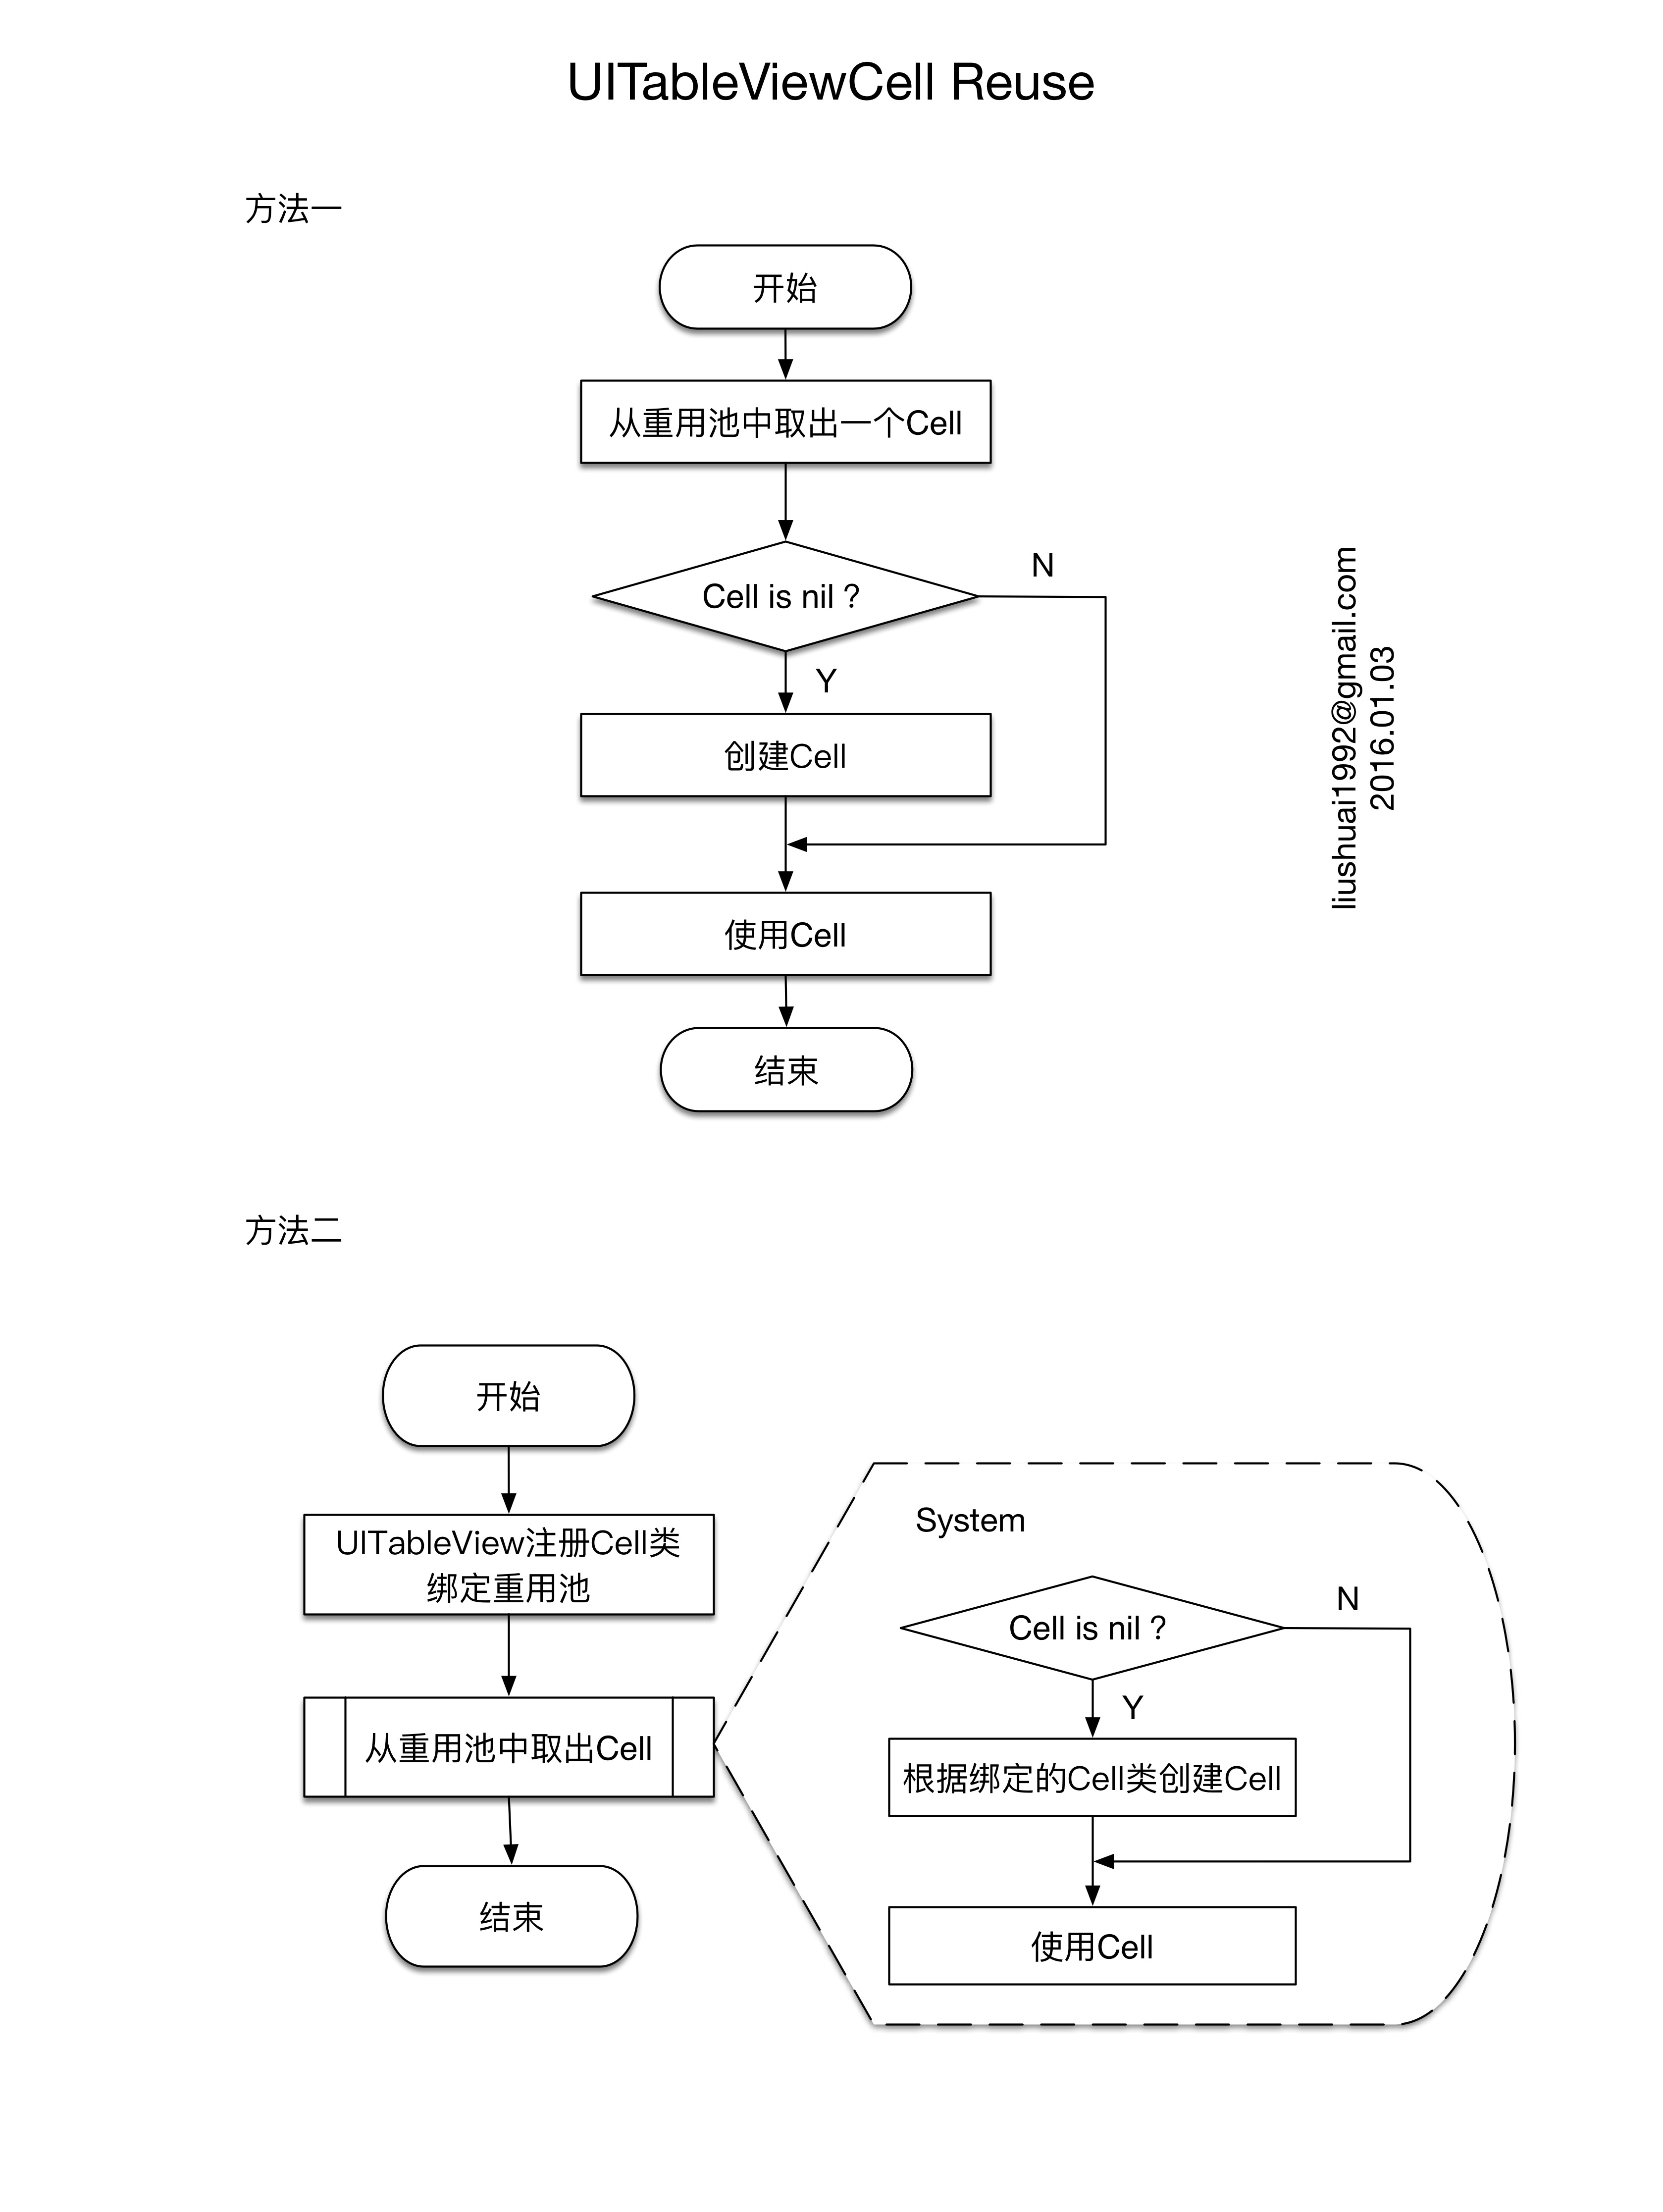 UITableViewCell Reuse
方法一
开始
从重用池中取出一个Cell
Cell is nil ?
N
Y
创建Cell
使用Cell
结束
liushuai1992@gmail.com
2016.01.03
方法二
开始
UITableView注册Cell类
绑定重用池
从重用池中取出Cell
结束
System
Cell is nil ?
N
Y
根据绑定的Cell类创建Cell
使用Cell